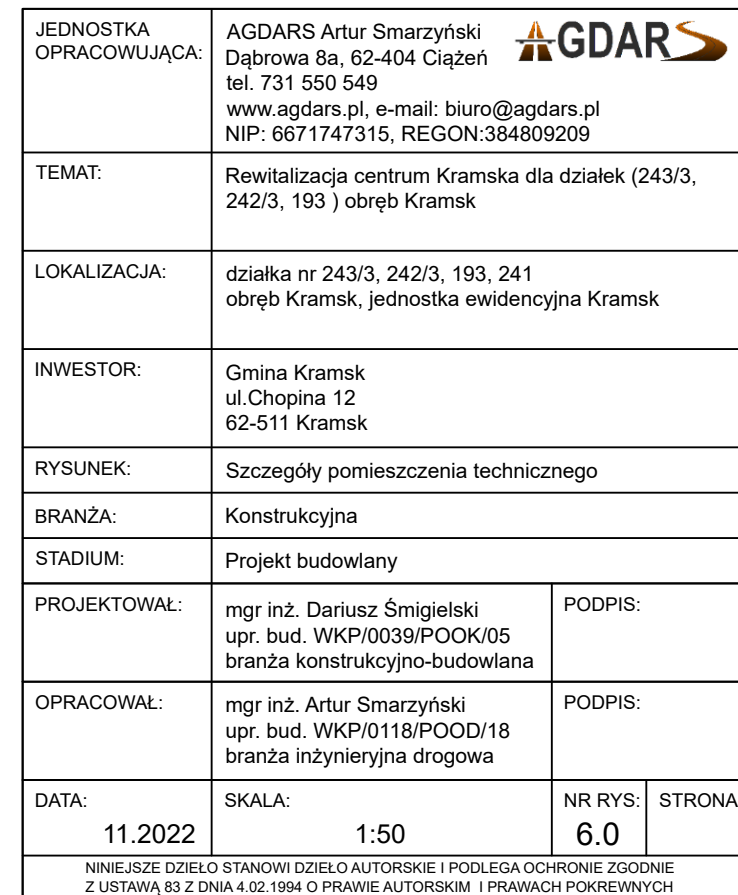 JEDNOSTKA
OPRACOWUJĄCA:
AGDARS Artur Smarzyński
Dąbrowa 8a, 62-404 Ciążeń
tel. 731 550 549
www.agdars.pl, e-mail: biuro@agdars.pl
NIP: 6671747315, REGON:384809209
AGDARS
TEMAT:
Rewitalizacja centrum Kramska dla działek (243/3,
242/3, 193 ) obręb Kramsk
LOKALIZACJA:
działka nr 243/3, 242/3, 193, 241
obręb Kramsk, jednostka ewidencyjna Kramsk
INWESTOR:
Gmina Kramsk
ul.Chopina 12
62-511 Kramsk
RYSUNEK:
Szczegóły pomieszczenia technicznego
BRANŻA:
Konstrukcyjna
STADIUM:
Projekt budowlany
PROJEKTOWAŁ:
mgr inż. Dariusz Śmigielski
upr. bud. WKP/0039/POOK/05
branża konstrukcyjno-budowlana
PODPIS:
OPRACOWAŁ:
mgr inż. Artur Smarzyński
upr. bud. WKP/0118/POOD/18
branża inżynieryjna drogowa
PODPIS:
DATA:
11.2022
SKALA:
1:50
NR RYS:
6.0
STRONA
NINIEJSZE DZIEŁO STANOWI DZIEŁO AUTORSKIE I PODLEGA OCHRONIE ZGODNIE
Z USTAWĄ 83 Z DNIA 4.02.1994 O PRAWIE AUTORSKIM I PRAWACH POKREWNYCH